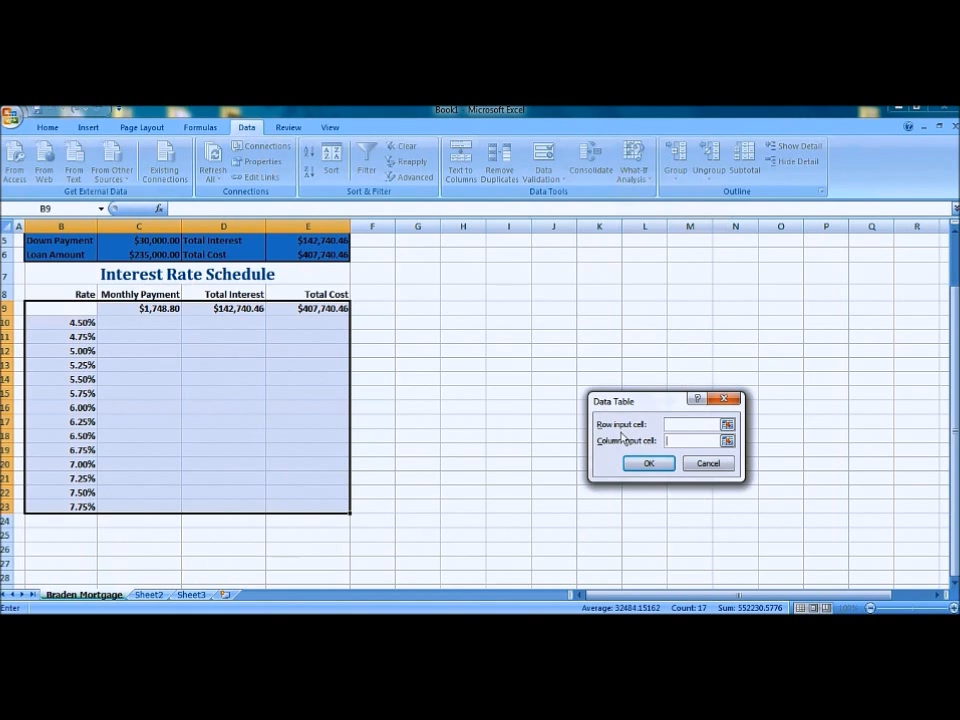 Book1 - Microsoft Excel
Home Insert Page Layout Formulas Data Review View
From Access From Web From Text From Other Sources Existing Connections Refresh All Connections Properties Edit Links Sort Filter Clear Reapply Advanced Text to Columns Remove Duplicates Data Validation Consolidate What-If Analysis Group Ungroup Subtotal Show Detail Hide Detail
Get External Data Connections Sort & Filter Data Tools Outline
B9 fx
A B C D E F G H I J K L M N O P Q R
5 Down Payment $30,000.00 Total Interest $142,740.46
6 Loan Amount $235,000.00 Total Cost $407,740.46
7 Interest Rate Schedule
8 Rate Monthly Payment Total Interest Total Cost
9 $1,748.80 $142,740.46 $407,740.46
10 4.50%
11 4.75%
12 5.00%
13 5.25%
14 5.50%
15 5.75%
16 6.00%
17 6.25%
18 6.50%
19 6.75%
20 7.00%
21 7.25%
22 7.50%
23 7.75%
24
25
26
27
28
Data Table
Row input cell:
Column input cell:
OK Cancel
Braden Mortgage Sheet2 Sheet3
Enter Average: 32484.15162 Count: 17 Sum: 552230.5776 100%